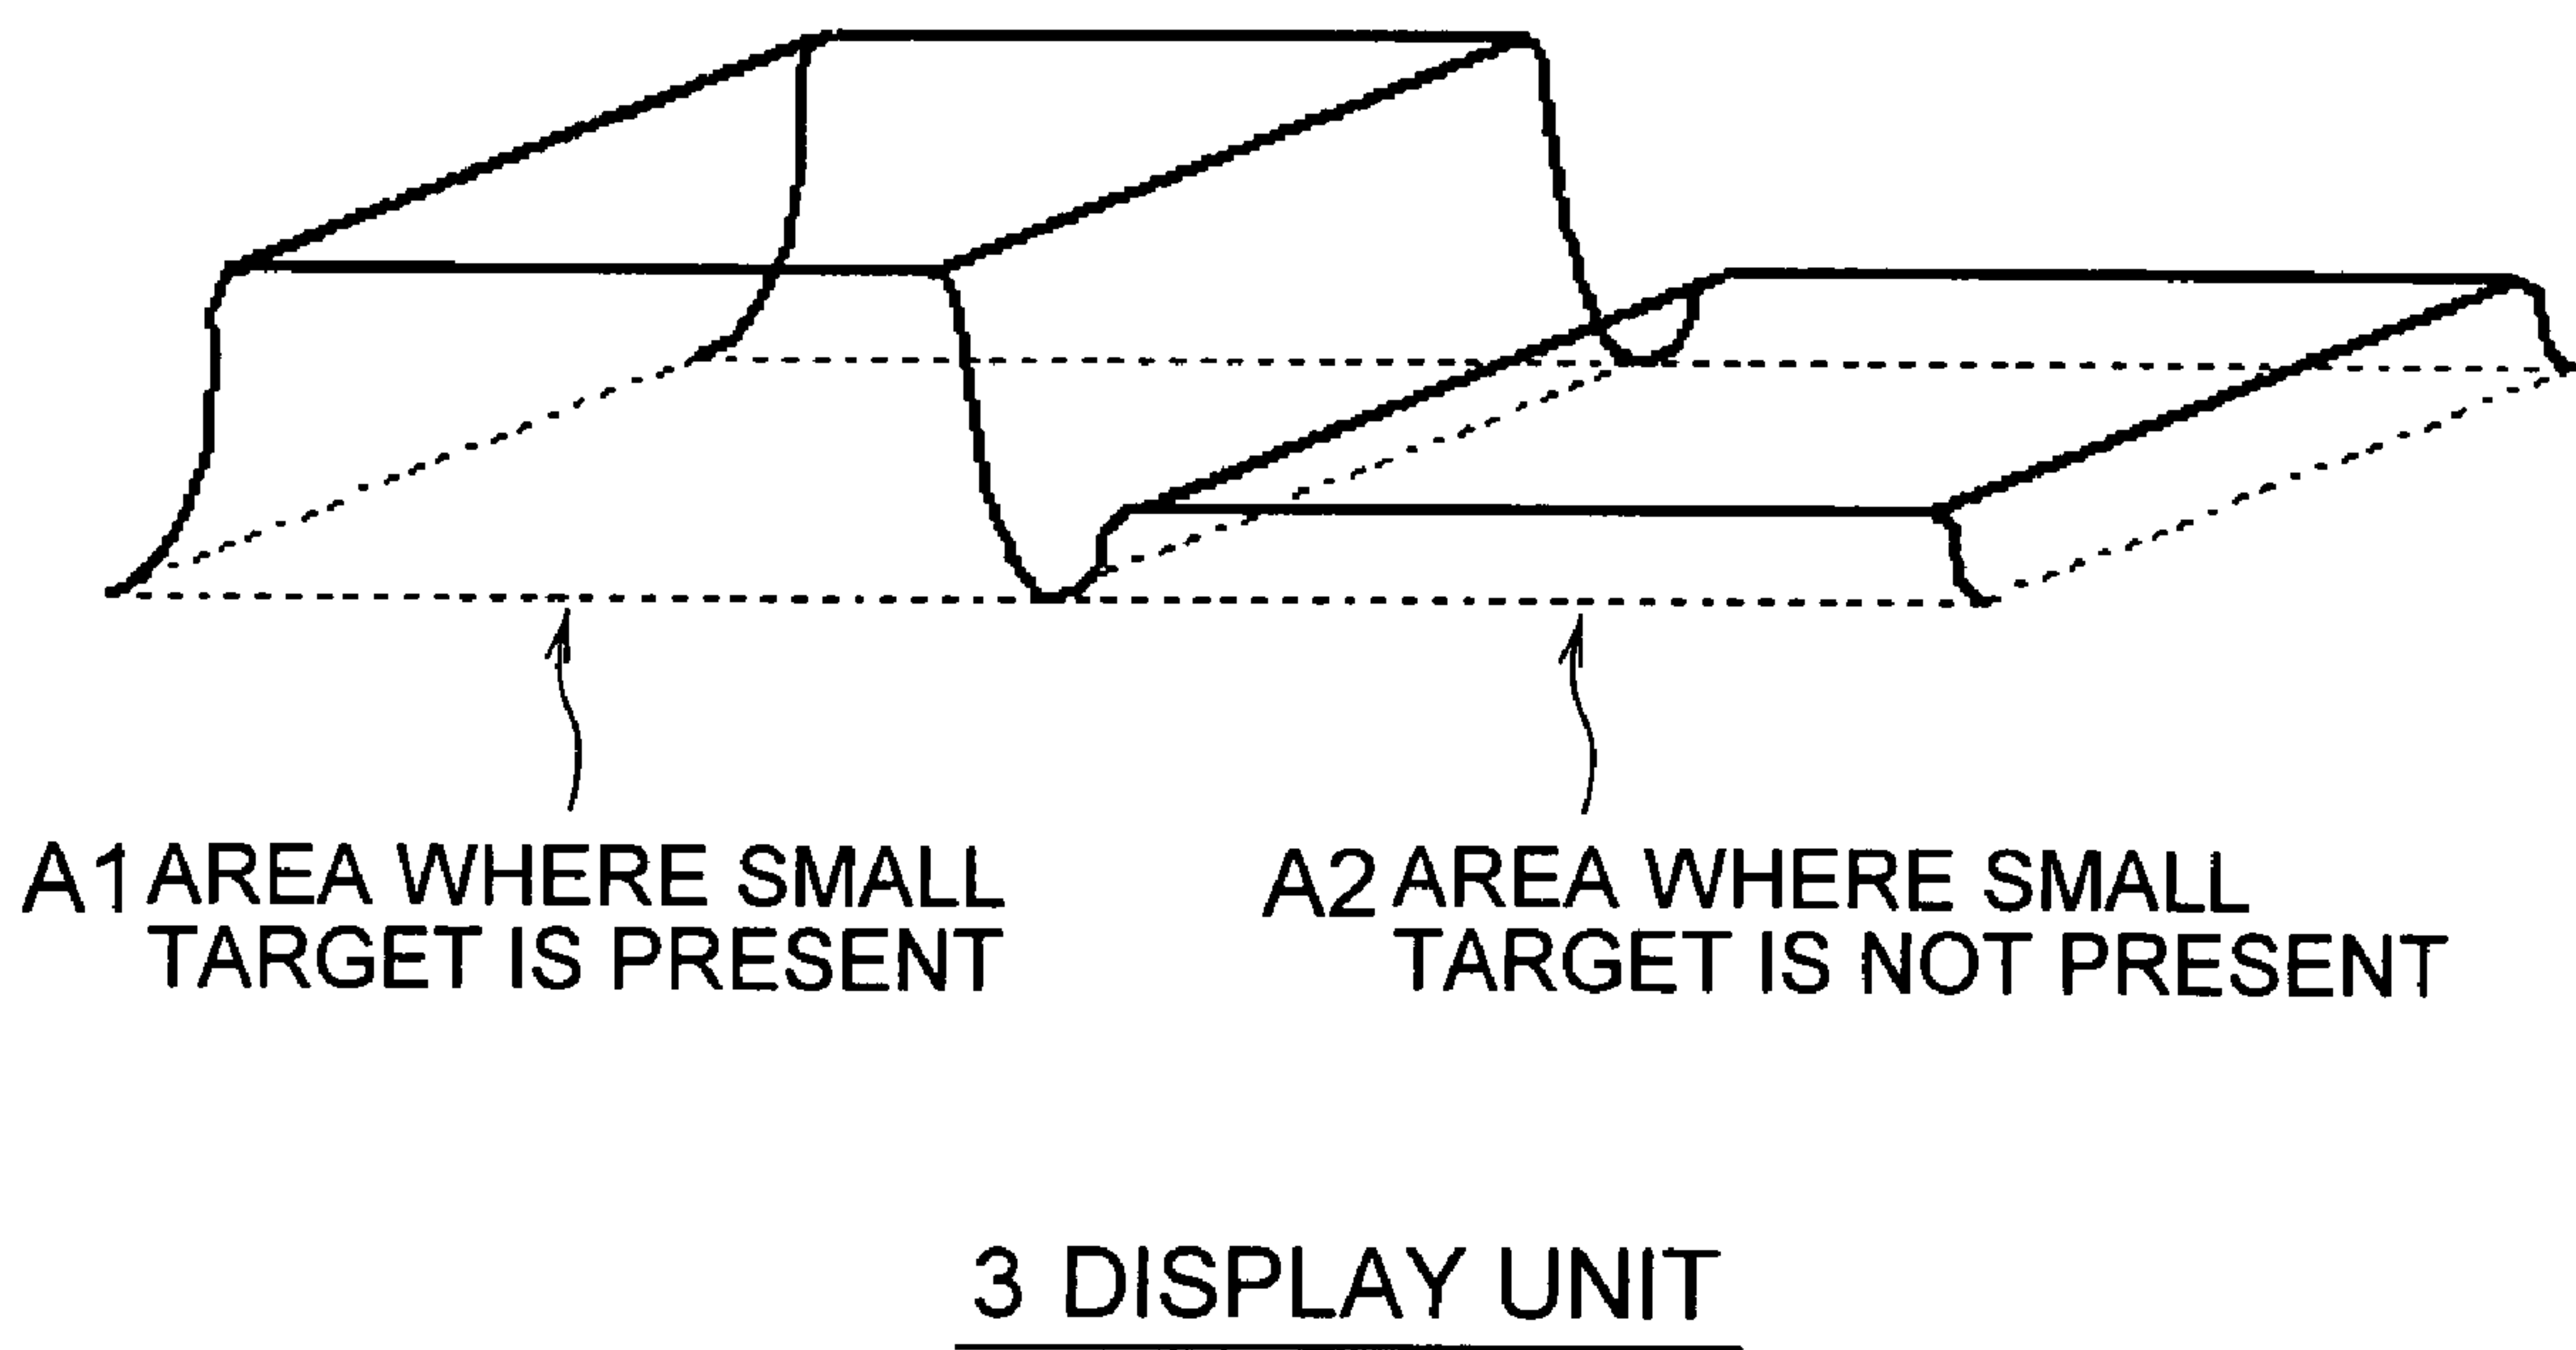 A1 AREA WHERE SMALL
TARGET IS PRESENT
A2 AREA WHERE SMALL
TARGET IS NOT PRESENT
3 DISPLAY UNIT